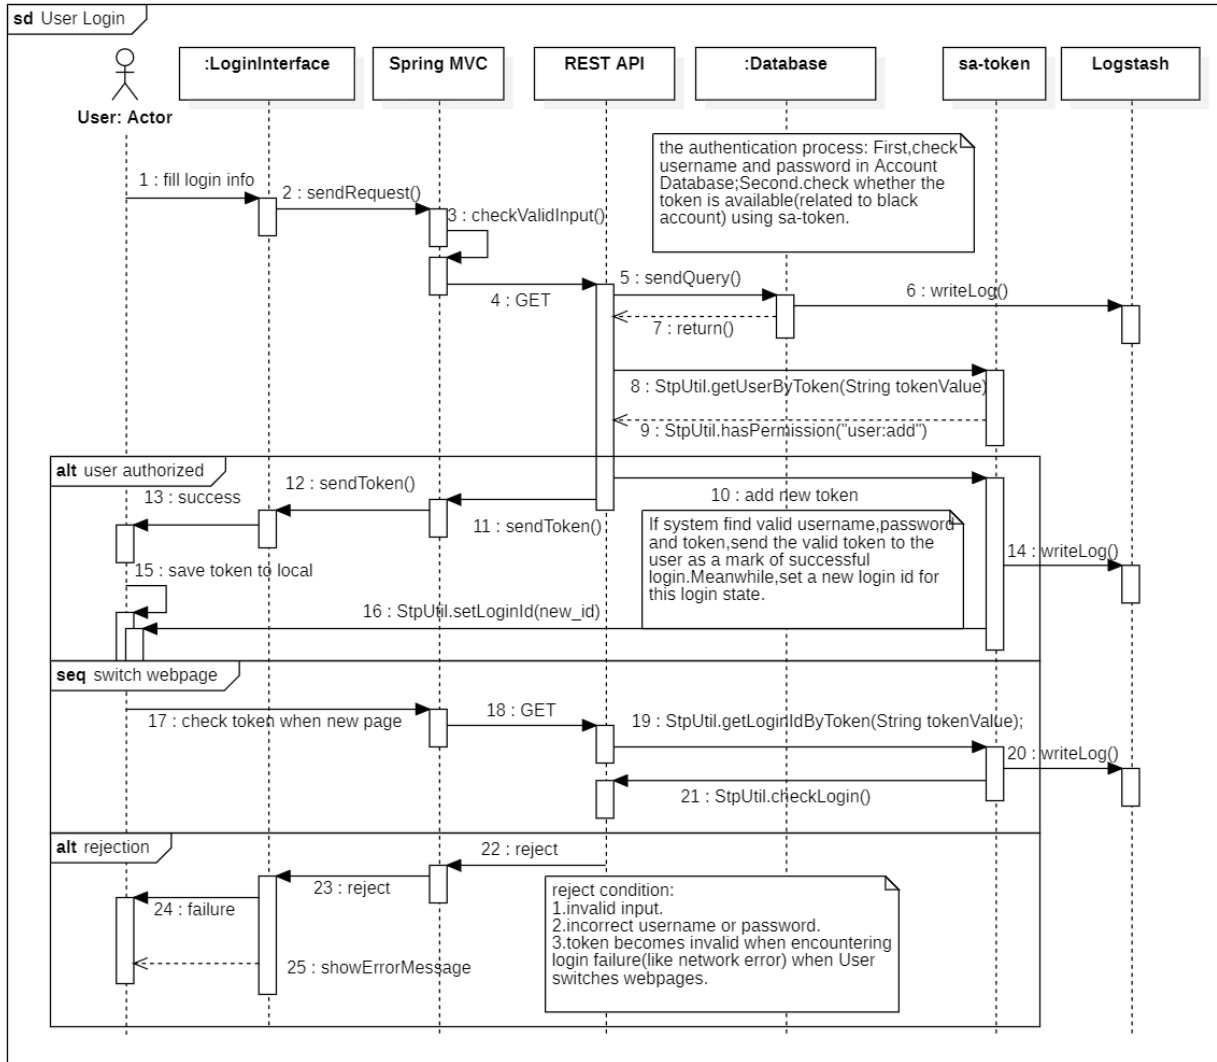 sd User Login
:LoginInterface
Spring MVC
REST API
:Database
sa-token
Logstash
User: Actor
the authentication process: First,check
username and password in Account
Database;Second.check whether the
token is available(related to black
account) using sa-token.
1 : fill login info
2 : sendRequest()
3 : checkValidInput()
4 : GET
5 : sendQuery()
6 : writeLog()
7 : return()
8 : StpUtil.getUserByToken(String tokenValue)
9 : StpUtil.hasPermission("user:add")
alt user authorized
10 : add new token
11 : sendToken()
12 : sendToken()
13 : success
If system find valid username,password
and token,send the valid token to the
user as a mark of successful
login.Meanwhile,set a new login id for
this login state.
14 : writeLog()
15 : save token to local
16 : StpUtil.setLoginId(new_id)
seq switch webpage
17 : check token when new page
18 : GET
19 : StpUtil.getLoginIdByToken(String tokenValue);
20 : writeLog()
21 : StpUtil.checkLogin()
alt rejection
22 : reject
23 : reject
24 : failure
25 : showErrorMessage
reject condition:
1.invalid input.
2.incorrect username or password.
3.token becomes invalid when encountering
login failure(like network error) when User
switches webpages.